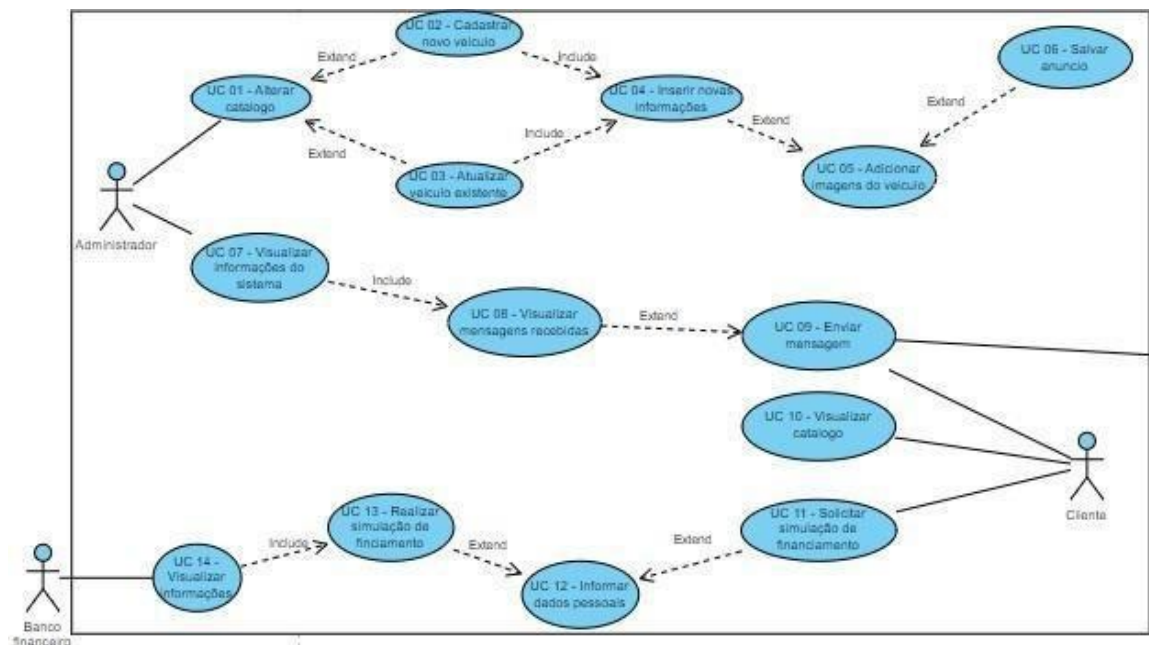 UC 02 - Cadastrar
novo veiculo
Extend
Include
UC 06 - Salvar
anuncio
UC 01 - Alterar
catalogo
UC 04 - Inserir novas
informações
Extend
Extend
Include
Extend
UC 03 - Atualizar
veiculo existente
UC 05 - Adicionar
imagens do veiculo
Administrador
UC 07 - Visualizar
informações do
sistema
Include
UC 08 - Visualizar
mensagens recebidas
Extend
UC 09 - Enviar
mensagem
UC 10 - Visualizar
catalogo
UC 13 - Realizar
simulação de
finciamento
UC 11 - Solicitar
simulação de
financiamento
Cliente
Include
Extend
Extend
UC 14 -
Visualizar
informações
UC 12 - Informar
dados pessoais
Banco
financeiro